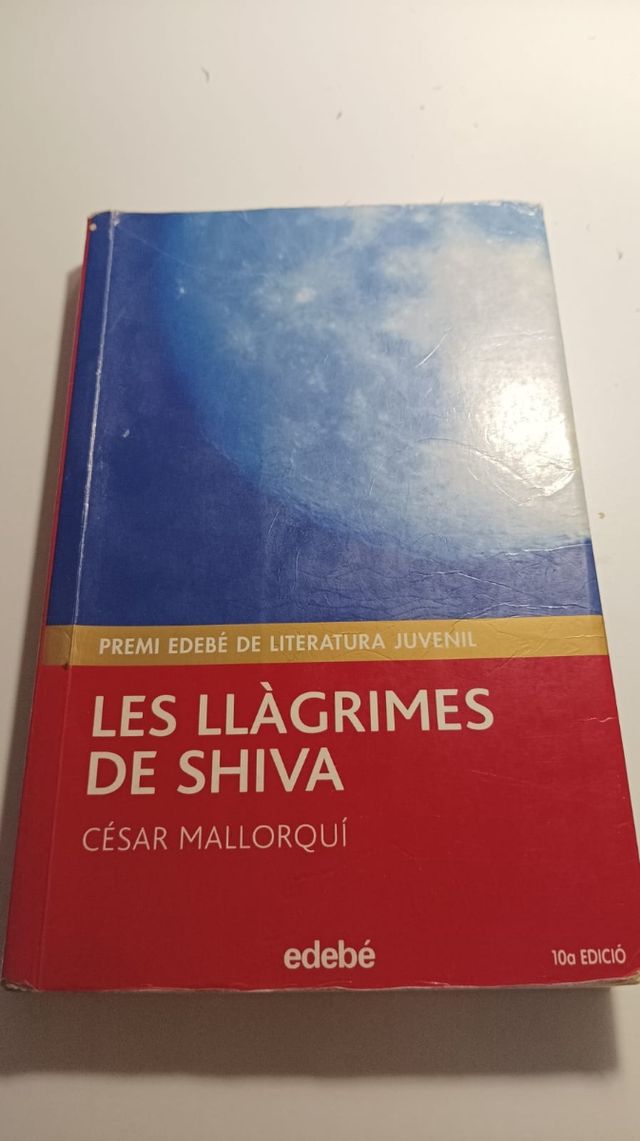 PREMI EDEBÉ DE LITERATURA JUVENIL
LES LLÀGRIMES
DE SHIVA
CÉSAR MALLORQUÍ
edebé
10a EDICIÓ